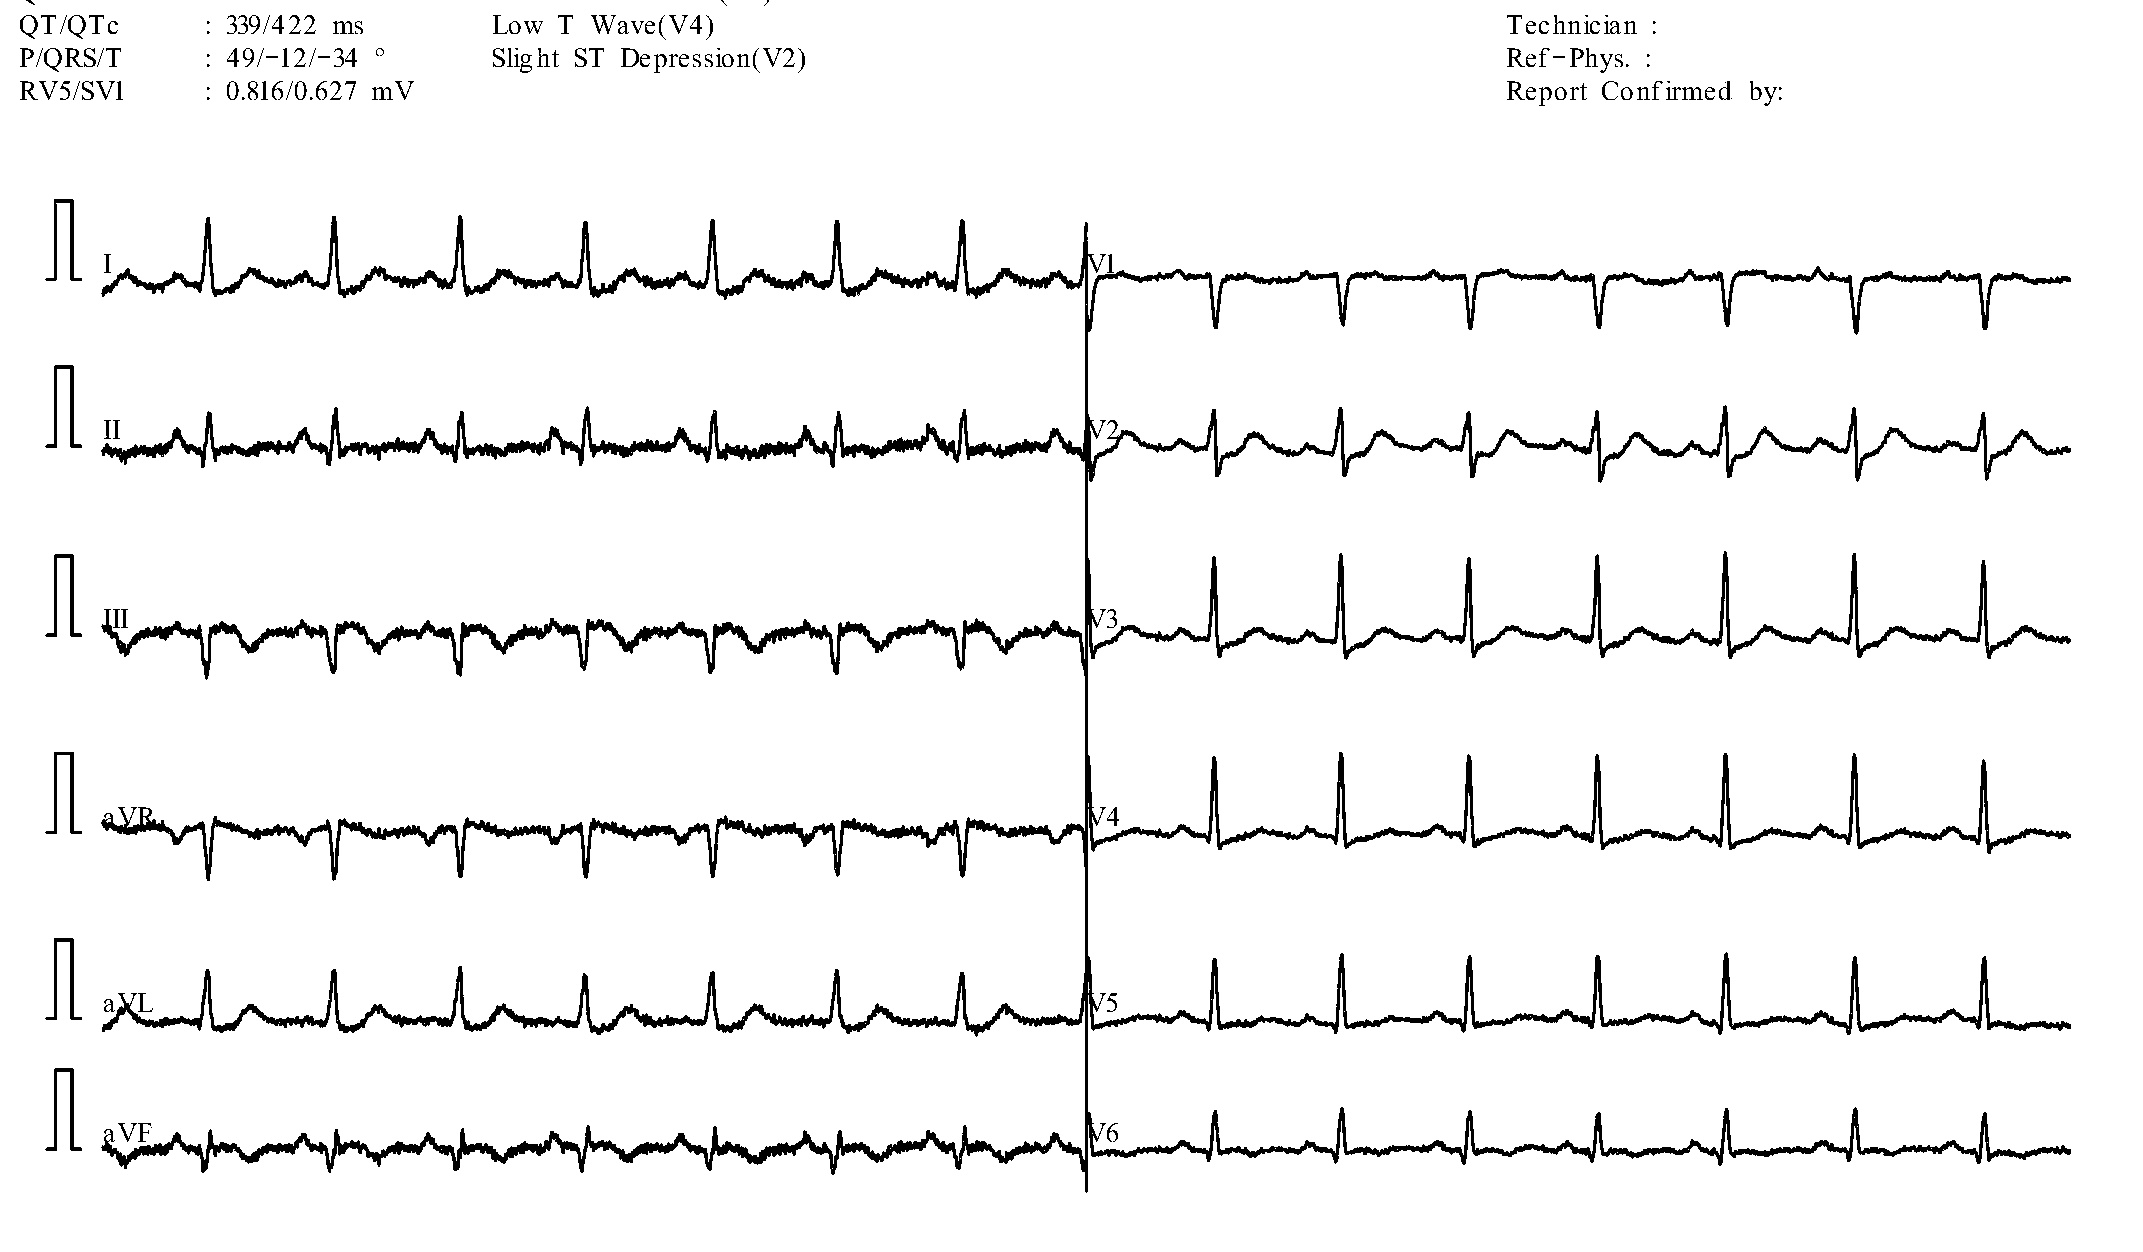 QT/QTc : 339/422 ms
P/QRS/T : 49/-12/-34 °
RV5/SV1 : 0.816/0.627 mV
Low T Wave(V4)
Slight ST Depression(V2)
Technician :
Ref-Phys. :
Report Confirmed by:
I
II
III
aVR
aVL
aVF
V1
V2
V3
V4
V5
V6